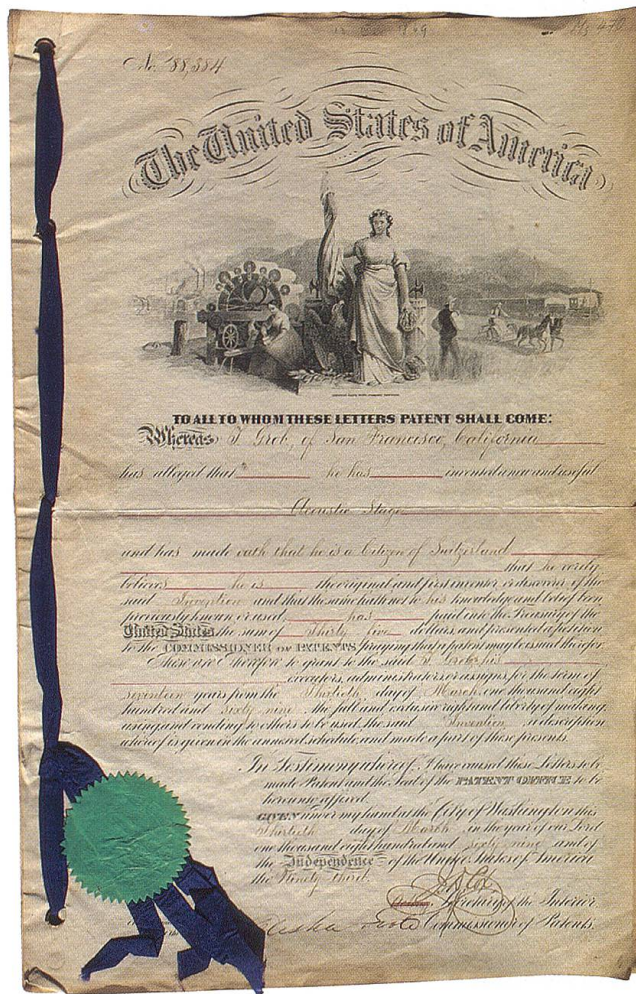 No. 88,384
The United States of America
TO ALL TO WHOM THESE LETTERS PATENT SHALL COME:
Whereas T. Grob, of San Francisco, California
has alleged that he has invented a new and useful
Acoustic Stage
and has made oath that he is a Citizen of Switzerland
that he verily
believes he is the original and first inventor or discoverer of the
said Invention and that the same hath not to his knowledge and belief been
previously known or used, has paid into the Treasury of the
United States the sum of Thirty five dollars, and presented a petition
to the COMMISSIONER OF PATENTS, praying that a patent may be issued therefor
These are Therefore to grant to the said T. Grob, his
executors, administrators or assigns, for the term of
seventeen years from the Thirtieth day of March, one thousand eight
hundred and Sixty nine the full and exclusive right and liberty of making,
using, and vending to others to be used, the said Invention a description
whereof is given in the annexed schedule and made a part of these presents.
In Testimony whereof, I have caused these Letters to be
made Patent and the Seal of the PATENT OFFICE to be
hereunto affixed.
GIVEN under my hand at the City of Washington this
Thirtieth day of March in the year of our Lord
one thousand eight hundred and sixty nine and of
the Independence of the United States of America
the Ninety third.
J. D. Cox
Secretary of the Interior
Elisha Foote Commissioner of Patents.